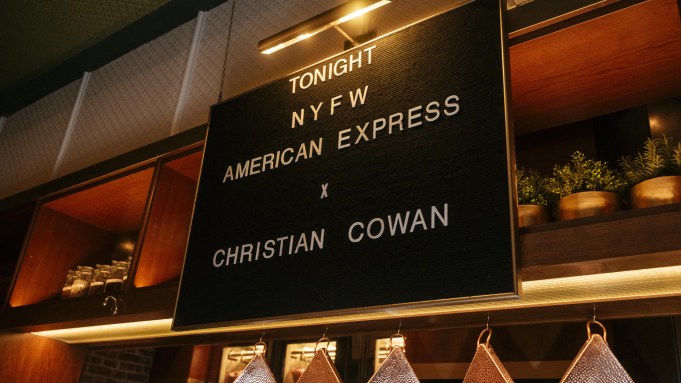 TONIGHT
NYFW
AMERICAN EXPRESS
X
CHRISTIAN COWAN